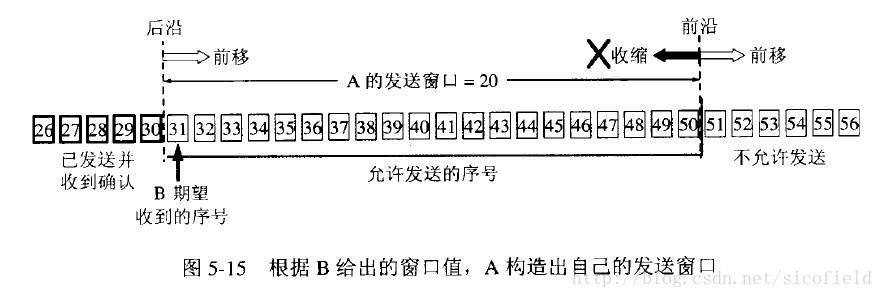 后沿
前沿
前移
收缩
前移
A 的发送窗口 = 20
26 27 28 29 30 31 32 33 34 35 36 37 38 39 40 41 42 43 44 45 46 47 48 49 50 51 52 53 54 55 56
已发送并
收到确认
B 期望
收到的序号
允许发送的序号
不允许发送
图 5-15 根据 B 给出的窗口值，A 构造出自己的发送窗口
http://blog.csdn.net/sicofield